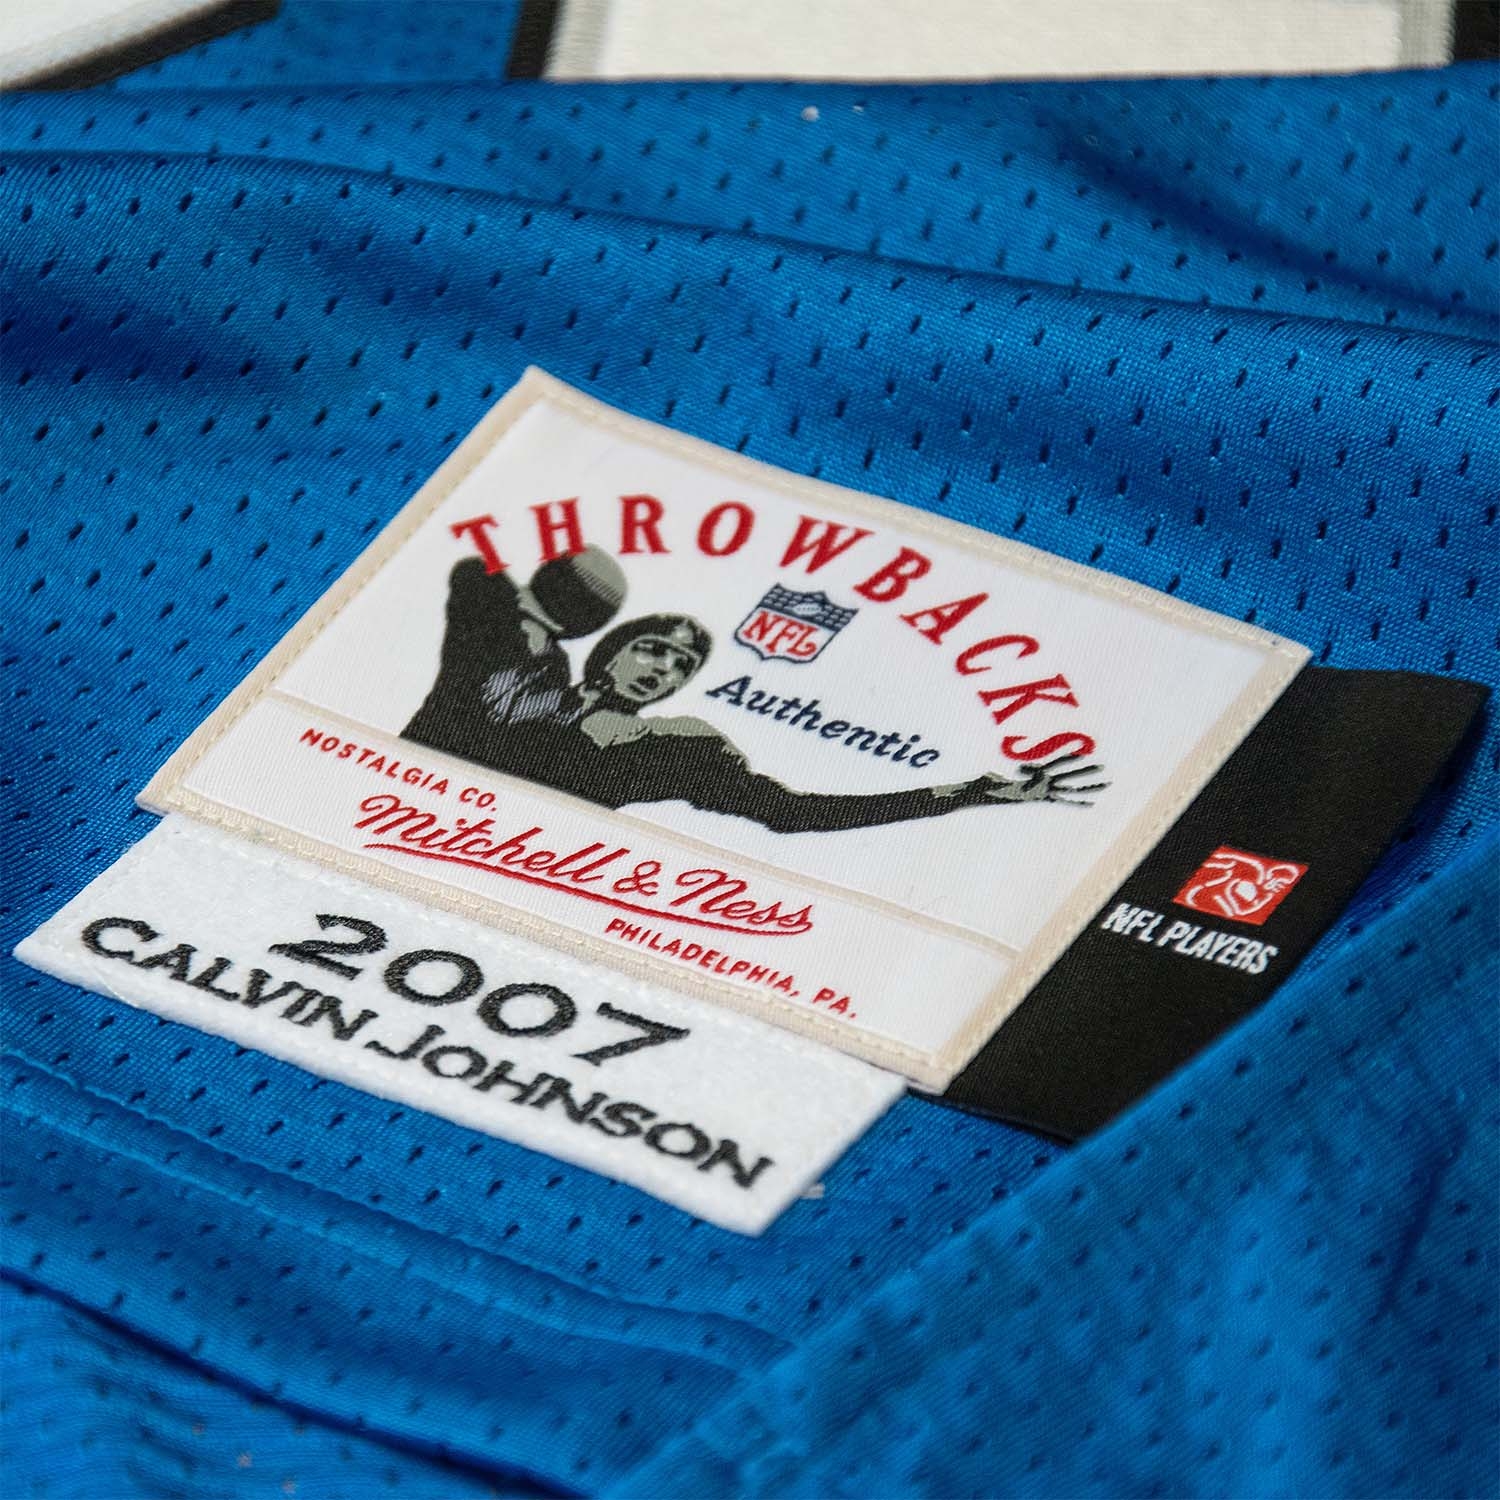 THROWBACKS
NFL
Authentic
NOSTALGIA CO.
Mitchell & Ness
PHILADELPHIA, PA.
2007
CALVIN JOHNSON
NFL PLAYERS